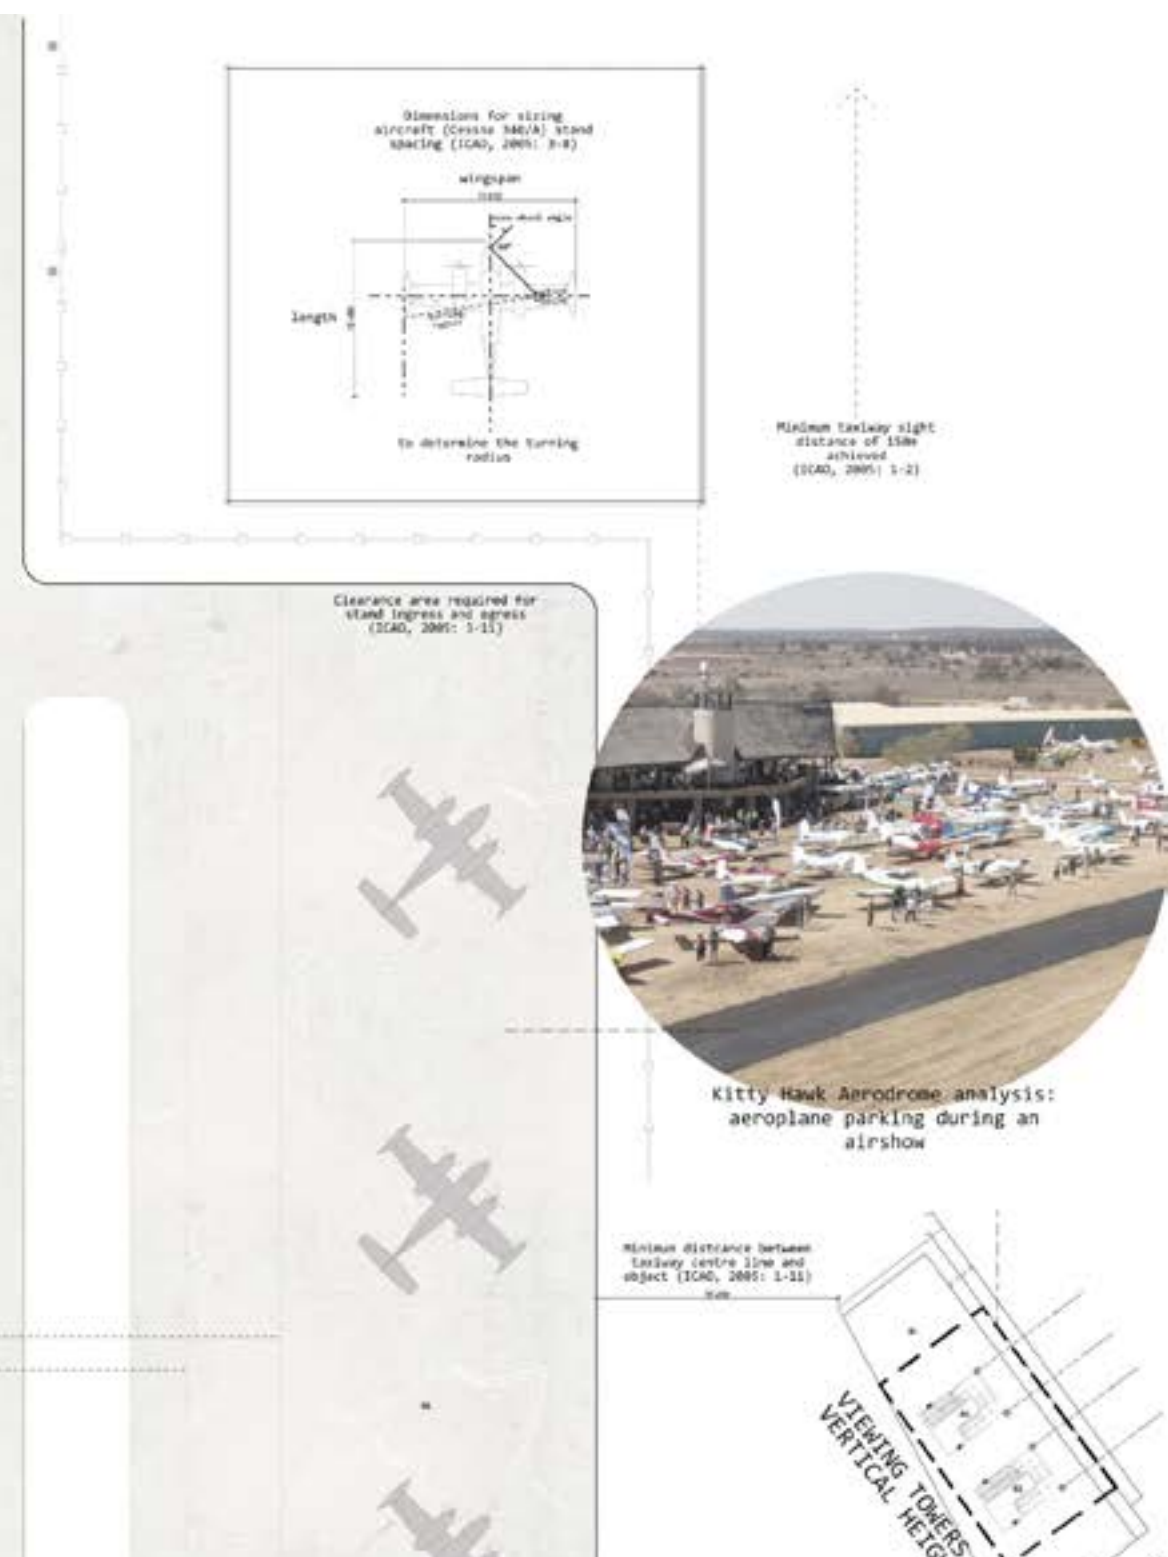 Dimensions for sizing
aircraft (Cessna 340/A) stand
spacing (ICAO, 2005: 3-8)
wingspan
length
turning
radius
to determine the turning
radius
Minimum taxiway sight
distance of 150m
achieved
(ICAO, 2005: 1-2)
Clearance area required for
stand ingress and egress
(ICAO, 2005: 1-11)
Kitty Hawk Aerodrome analysis:
aeroplane parking during an
airshow
Minimum distcance between
taxiway centre line and
object (ICAO, 2005: 1-11)
VIEWING TOWERS
VERTICAL HEIG